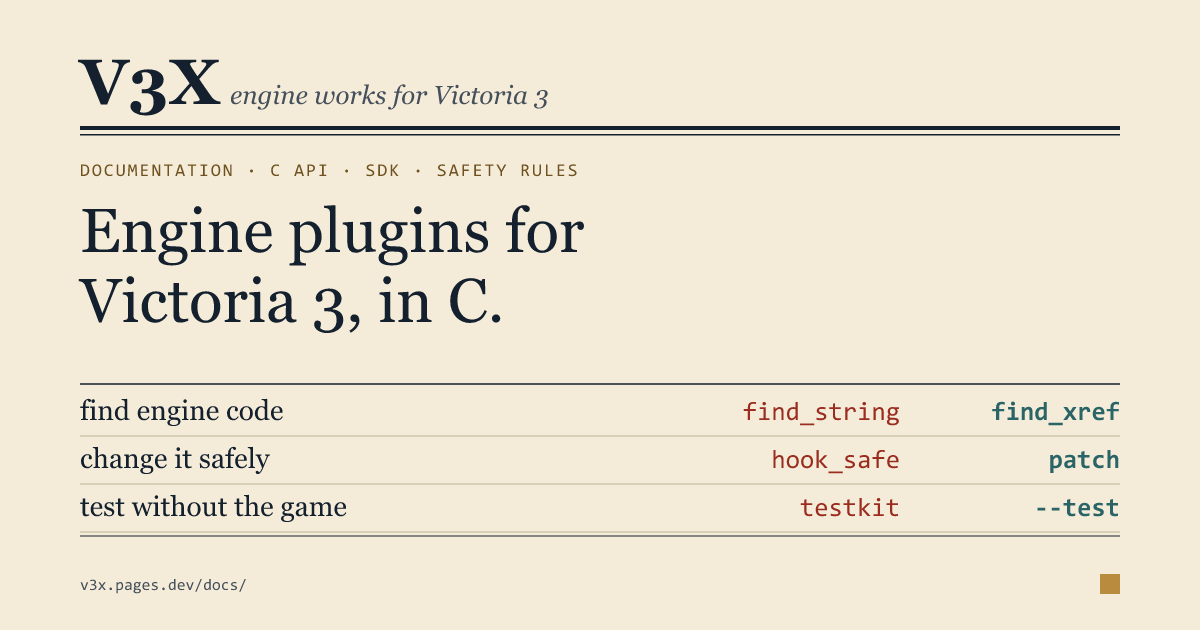 V3X engine works for Victoria 3
DOCUMENTATION · C API · SDK · SAFETY RULES
Engine plugins for
Victoria 3, in C.
find engine code find_string find_xref
change it safely hook_safe patch
test without the game testkit --test
v3x.pages.dev/docs/